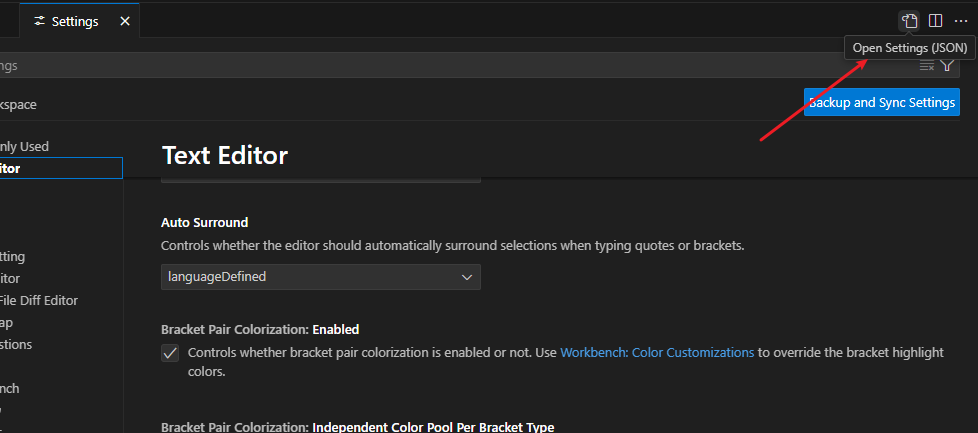 Settings
Open Settings (JSON)
ngs
kspace
Backup and Sync Settings
nly Used
itor
Text Editor
Auto Surround
Controls whether the editor should automatically surround selections when typing quotes or brackets.
tting
itor
languageDefined
File Diff Editor
ap
Bracket Pair Colorization: Enabled
stions
Controls whether bracket pair colorization is enabled or not. Use Workbench: Color Customizations to override the bracket highlight
colors.
nch
Bracket Pair Colorization: Independent Color Pool Per Bracket Type